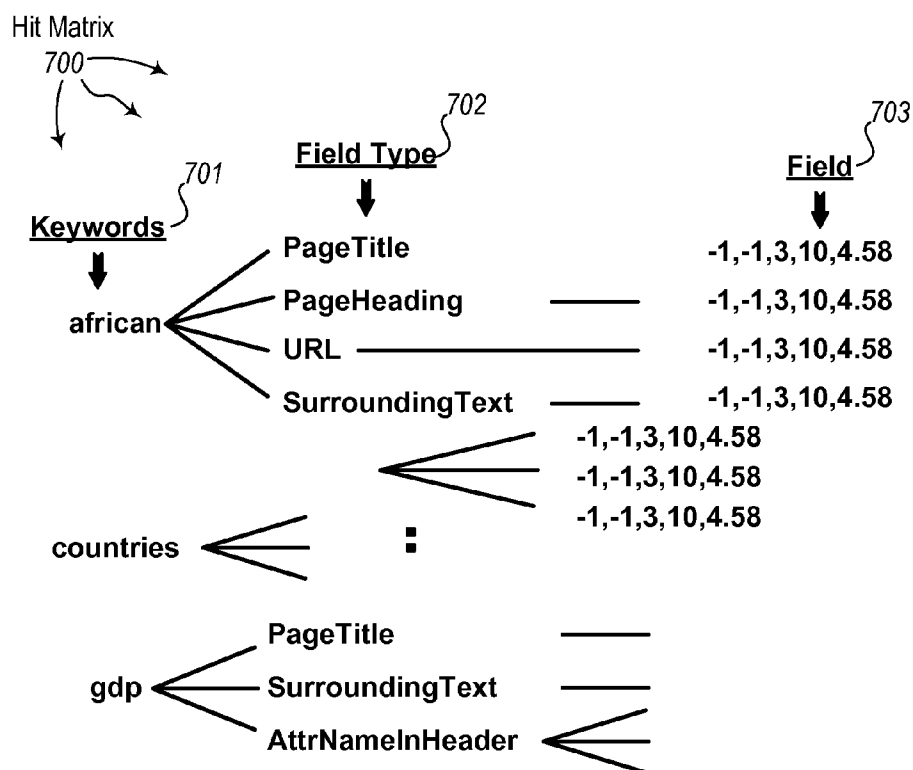 Hit Matrix
700
702
703
Field Type
Field
701
Keywords
PageTitle
-1,-1,3,10,4.58
PageHeading
-1,-1,3,10,4.58
african
URL
-1,-1,3,10,4.58
SurroundingText
-1,-1,3,10,4.58
-1,-1,3,10,4.58
-1,-1,3,10,4.58
-1,-1,3,10,4.58
countries
:
PageTitle
gdp
SurroundingText
AttrNameInHeader